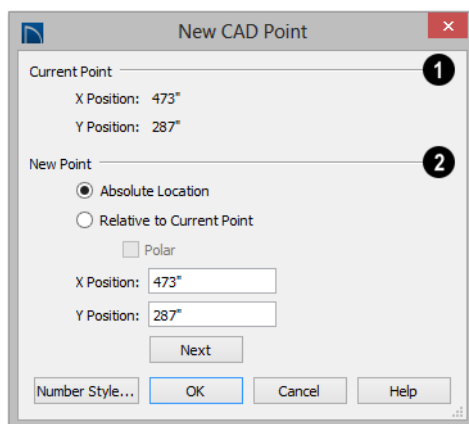 New CAD Point
Current Point 1
X Position: 473"
Y Position: 287"
New Point 2
Absolute Location
Relative to Current Point
Polar
X Position: 473"
Y Position: 287"
Next
Number Style... OK Cancel Help